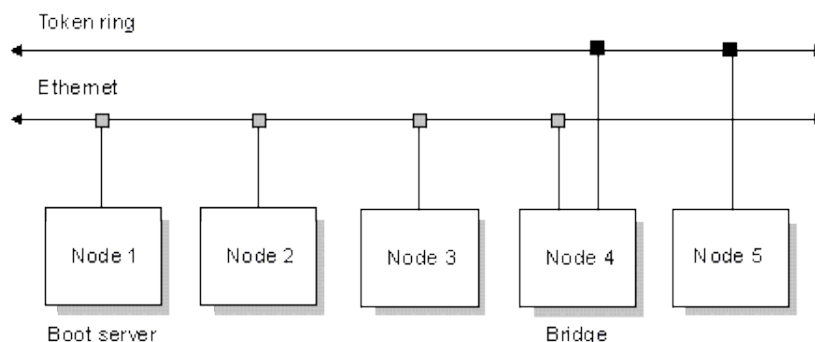 Token ring
Ethernet
Node 1
Node 2
Node 3
Node 4
Node 5
Boot server
Bridge